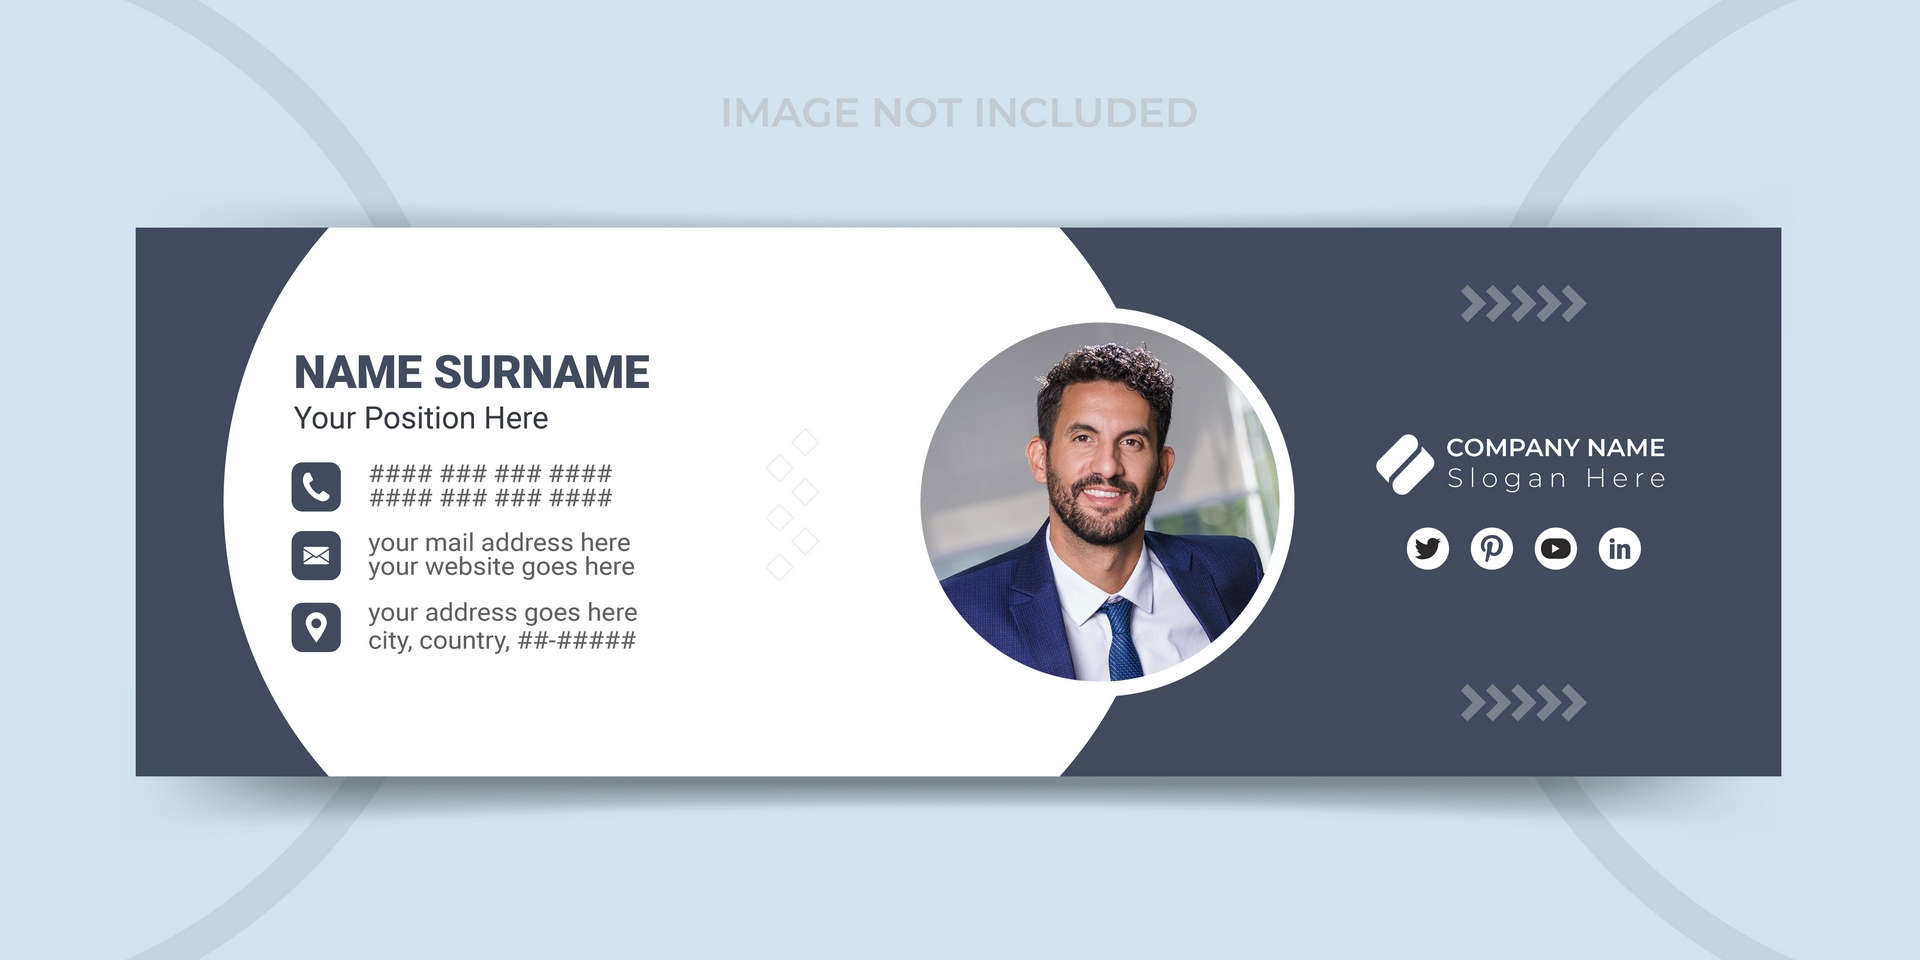 IMAGE NOT INCLUDED
NAME SURNAME
Your Position Here
#### ### ### ####
#### ### ### ####
your mail address here
your website goes here
your address goes here
city, country, ##-#####
COMPANY NAME
Slogan Here
in